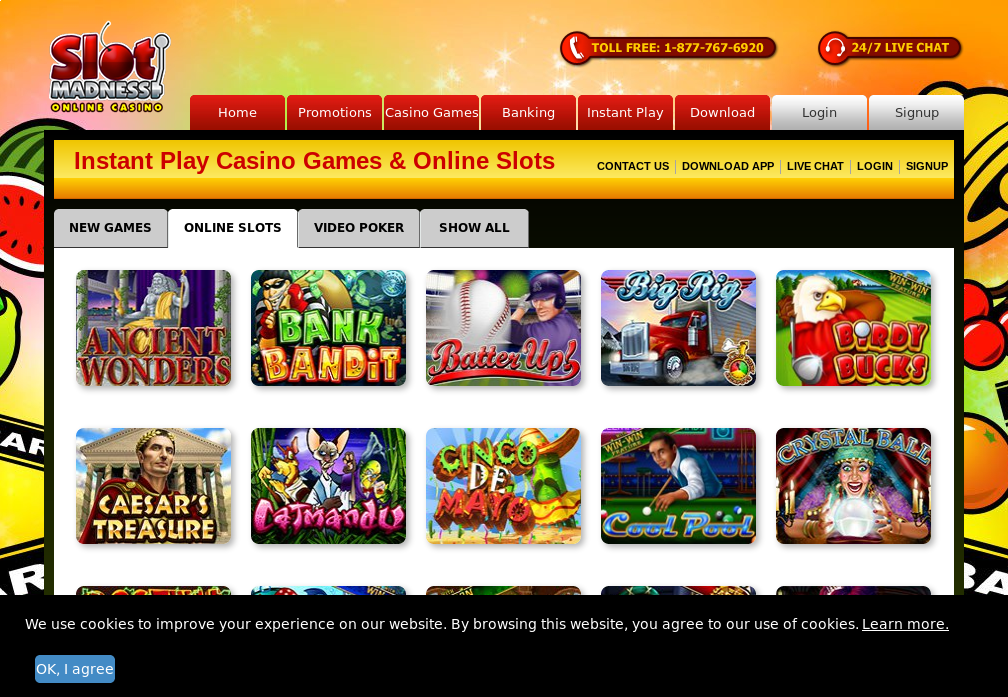 Slot
MADNESS!
ONLINE CASINO
TOLL FREE: 1-877-767-6920
24/7 LIVE CHAT
Home
Promotions
Casino Games
Banking
Instant Play
Download
Login
Signup
Instant Play Casino Games & Online Slots
CONTACT US
DOWNLOAD APP
LIVE CHAT
LOGIN
SIGNUP
NEW GAMES
ONLINE SLOTS
VIDEO POKER
SHOW ALL
ANCIENT
WONDERS
BANK
BANDIT
Batter Up!
Big Rig
WIN-WIN
FEATURE
BIRDY
BUCKS
CAESAR'S
TREASURE
CATMANDU
CINCO
DE
MAYO
WIN-WIN
Cool Pool
CRYSTAL BALL
We use cookies to improve your experience on our website. By browsing this website, you agree to our use of cookies. Learn more.
OK, I agree